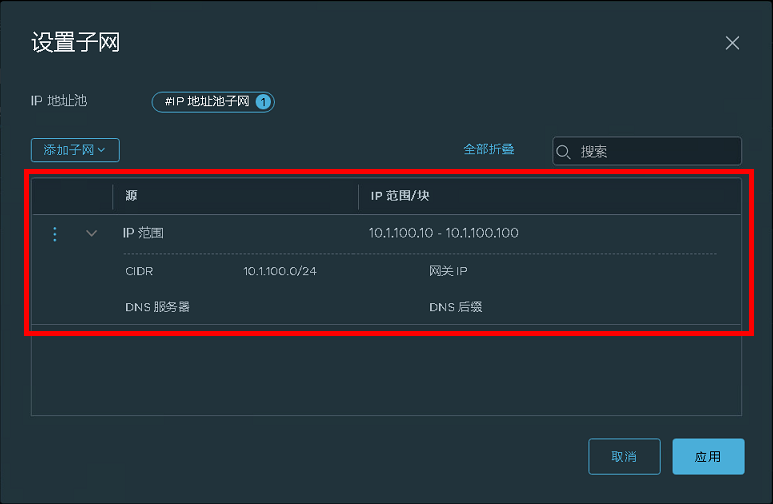 设置子网
IP 地址池 #IP 地址池子网 1
添加子网 全部折叠 搜索
源 IP 范围/块
IP 范围 10.1.100.10 - 10.1.100.100
CIDR 10.1.100.0/24 网关 IP
DNS 服务器 DNS 后缀
取消 应用